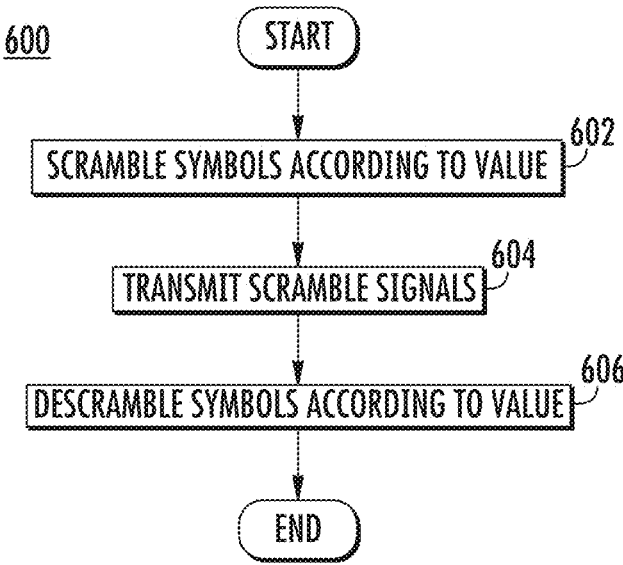 600
START
602
SCRAMBLE SYMBOLS ACCORDING TO VALUE
604
TRANSMIT SCRAMBLE SIGNALS
606
DESCRAMBLE SYMBOLS ACCORDING TO VALUE
END